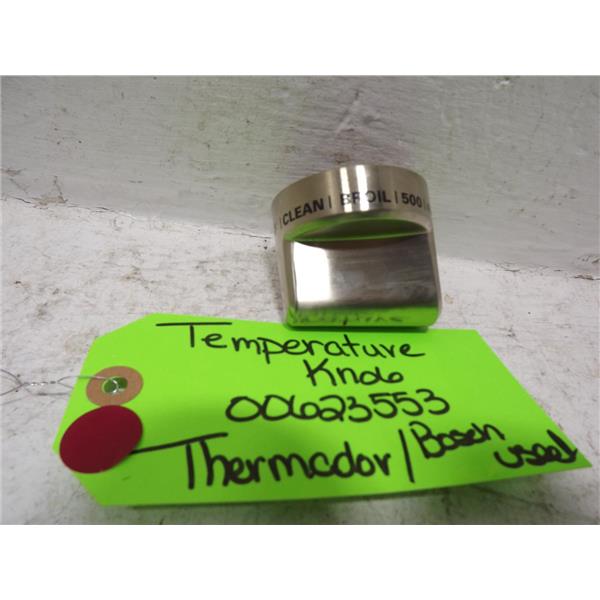 |CLEAN| BROIL|500
Temperature
Knob
00623553
Thermador/Bosch
used